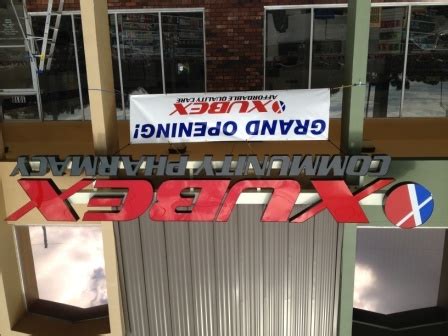 XUBEX
COMMUNITY PHARMACY
GRAND OPENING!
XUBEX
AFFORDABLE QUALITY CARE